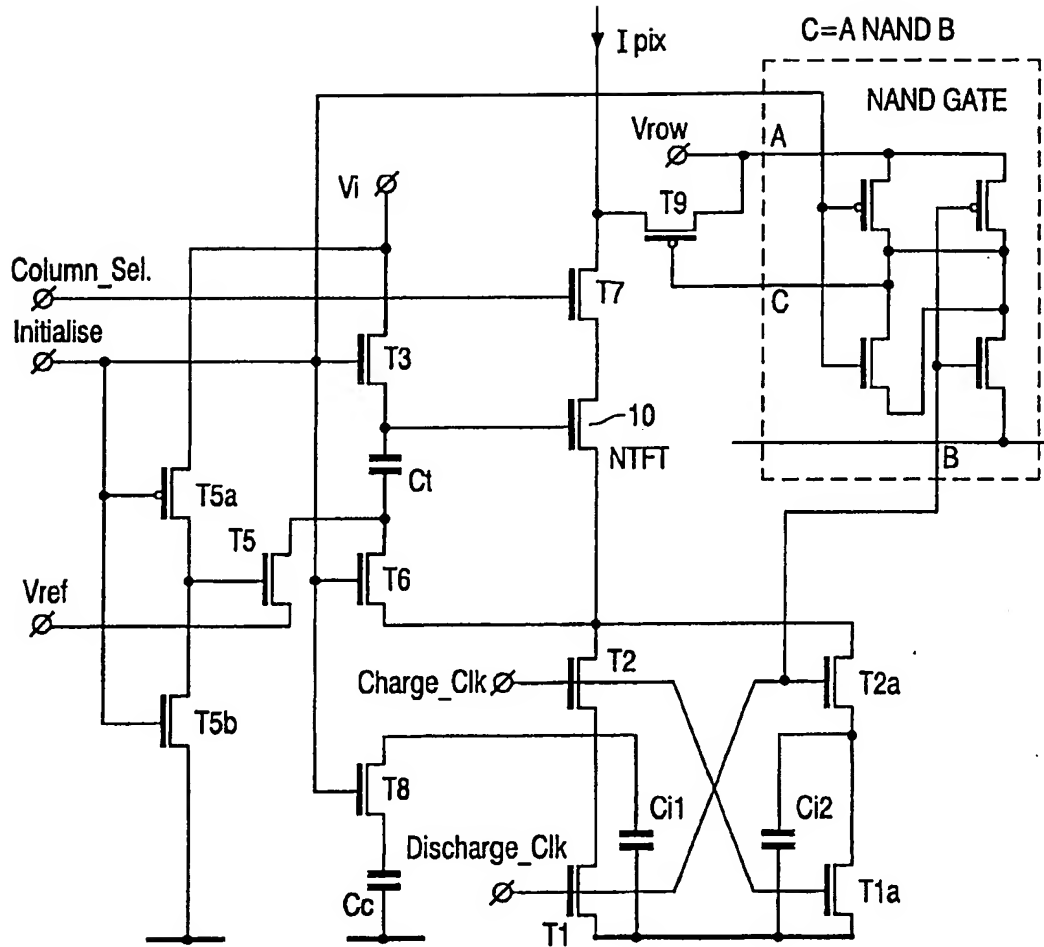 C=A NAND B
I pix
NAND GATE
Vrow
A
Vi
T9
Column_Sel.
T7
C
Initialise
T3
10
NTFT
Ct
B
T5a
T5
T6
Vref
T2
Charge_Clk
T2a
T5b
T8
Ci1
Ci2
Discharge_Clk
Cc
T1
T1a